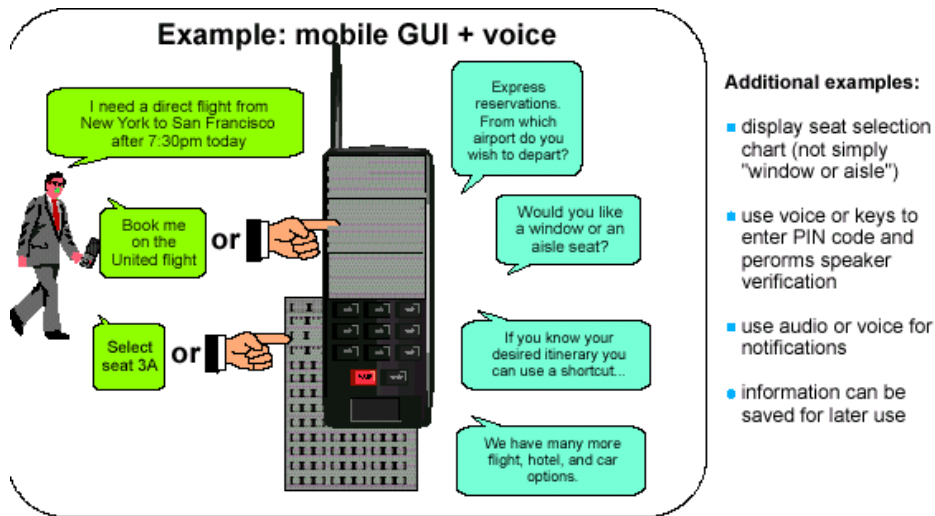 Example: mobile GUI + voice
I need a direct flight from
New York to San Francisco
after 7:30pm today
Book me
on the
United flight
or
Select
seat 3A
or
Express
reservations.
From which
airport do you
wish to depart?
Would you like
a window or an
aisle seat?
If you know your
desired itinerary you
can use a shortcut...
We have many more
flight, hotel, and car
options.
Additional examples:
display seat selection
chart (not simply
"window or aisle")
use voice or keys to
enter PIN code and
perorms speaker
verification
use audio or voice for
notifications
information can be
saved for later use